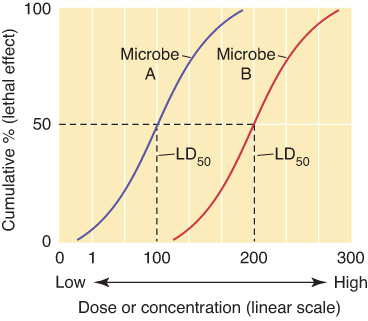 100
50
0
Cumulative % (lethal effect)
Microbe
A
Microbe
B
LD50
LD50
0 1 100 200 300
Low High
Dose or concentration (linear scale)